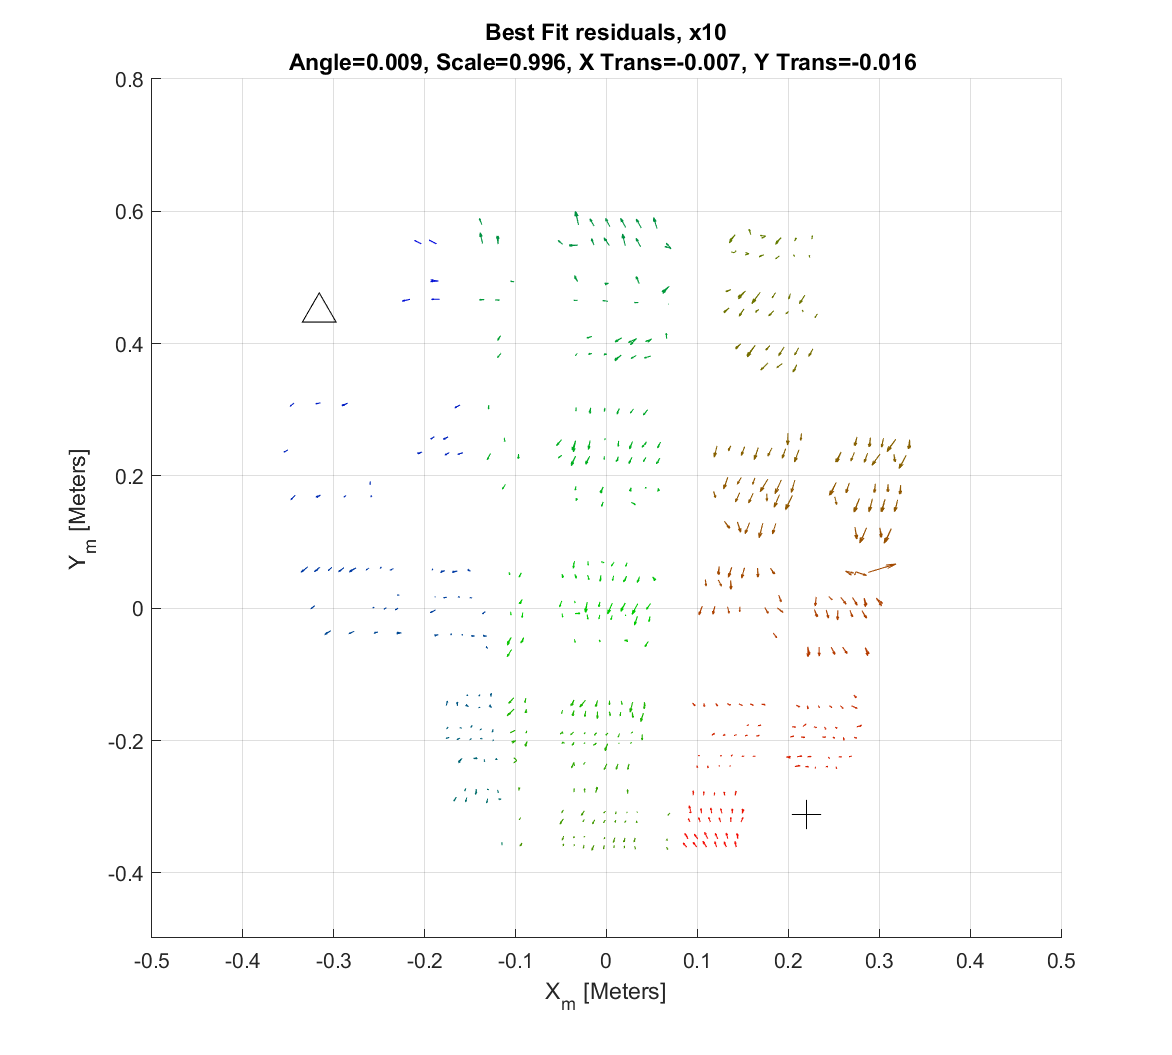 Best Fit residuals, x10
Angle=0.009, Scale=0.996, X Trans=-0.007, Y Trans=-0.016
0.8
0.6
0.4
0.2
0
-0.2
-0.4
Y_m [Meters]
-0.5 -0.4 -0.3 -0.2 -0.1 0 0.1 0.2 0.3 0.4 0.5
X_m [Meters]